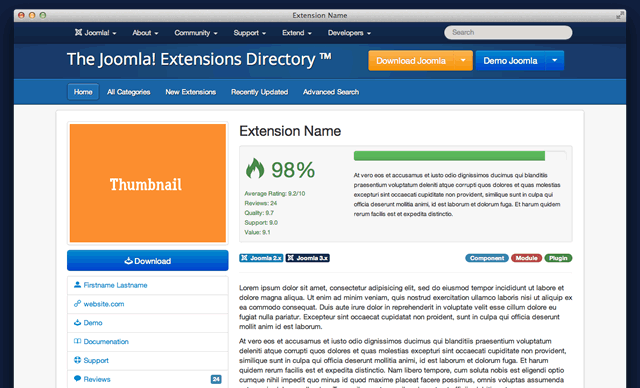 Extension Name
Joomla! About Community Support Extend Developers Search
The Joomla! Extensions Directory ™
Download Joomla Demo Joomla
Home All Categories New Extensions Recently Updated Advanced Search
Thumbnail
Download
Firstname Lastname
website.com
Demo
Documenation
Support
Reviews 24
Extension Name
98%
Average Rating: 9.2/10
Reviews: 24
Quality: 9.7
Support: 9.0
Value: 9.1
At vero eos et accusamus et iusto odio dignissimos ducimus qui blanditiis
praesentium voluptatum deleniti atque corrupti quos dolores et quas molestias
excepturi sint occaecati cupiditate non provident, similique sunt in culpa qui
officia deserunt mollitia animi, id est laborum et dolorum fuga. Et harum quidem
rerum facilis est et expedita distinctio.
Joomla 2.x Joomla 3.x Component Module Plugin
Lorem ipsum dolor sit amet, consectetur adipisicing elit, sed do eiusmod tempor incididunt ut labore et
dolore magna aliqua. Ut enim ad minim veniam, quis nostrud exercitation ullamco laboris nisi ut aliquip ex
ea commodo consequat. Duis aute irure dolor in reprehenderit in voluptate velit esse cillum dolore eu
fugiat nulla pariatur. Excepteur sint occaecat cupidatat non proident, sunt in culpa qui officia deserunt
mollit anim id est laborum.
At vero eos et accusamus et iusto odio dignissimos ducimus qui blanditiis praesentium voluptatum
deleniti atque corrupti quos dolores et quas molestias excepturi sint occaecati cupiditate non provident,
similique sunt in culpa qui officia deserunt mollitia animi, id est laborum et dolorum fuga. Et harum
quidem rerum facilis est et expedita distinctio. Nam libero tempore, cum soluta nobis est eligendi optio
cumque nihil impedit quo minus id quod maxime placeat facere possimus, omnis voluptas assumenda